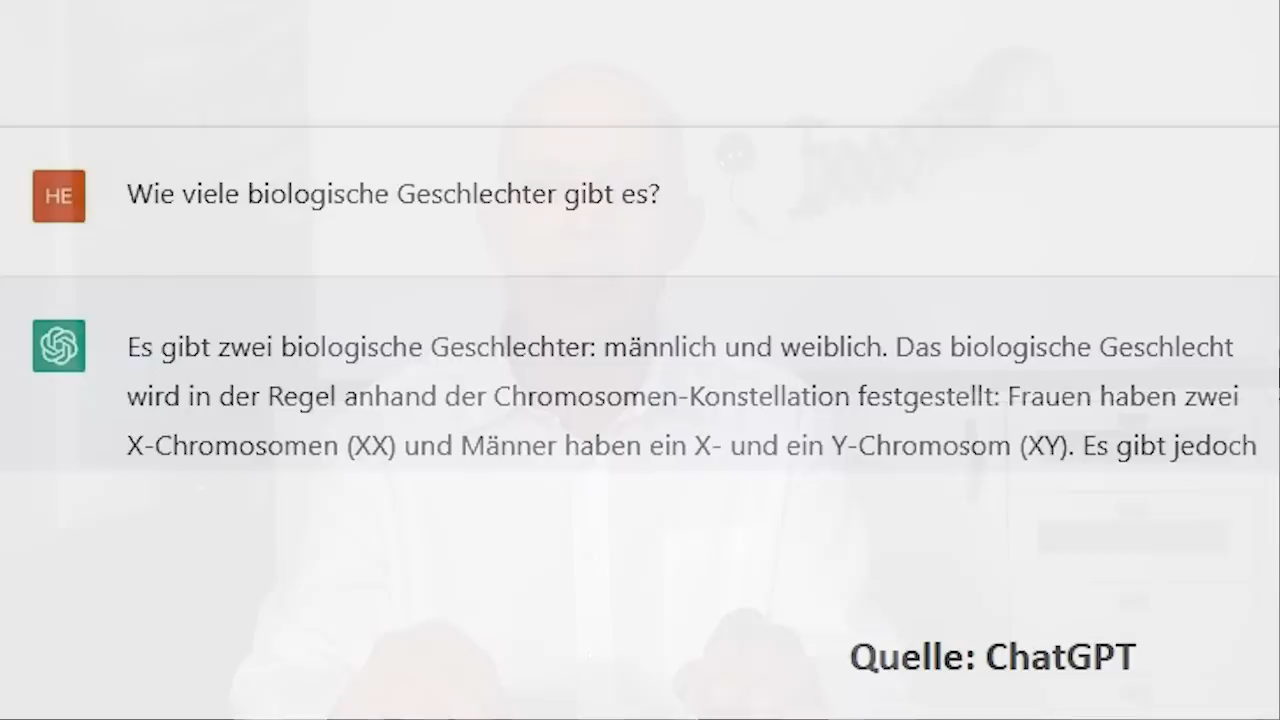 HE
Wie viele biologische Geschlechter gibt es?
Es gibt zwei biologische Geschlechter: männlich und weiblich. Das biologische Geschlecht
wird in der Regel anhand der Chromosomen-Konstellation festgestellt: Frauen haben zwei
X-Chromosomen (XX) und Männer haben ein X- und ein Y-Chromosom (XY). Es gibt jedoch
Quelle: ChatGPT